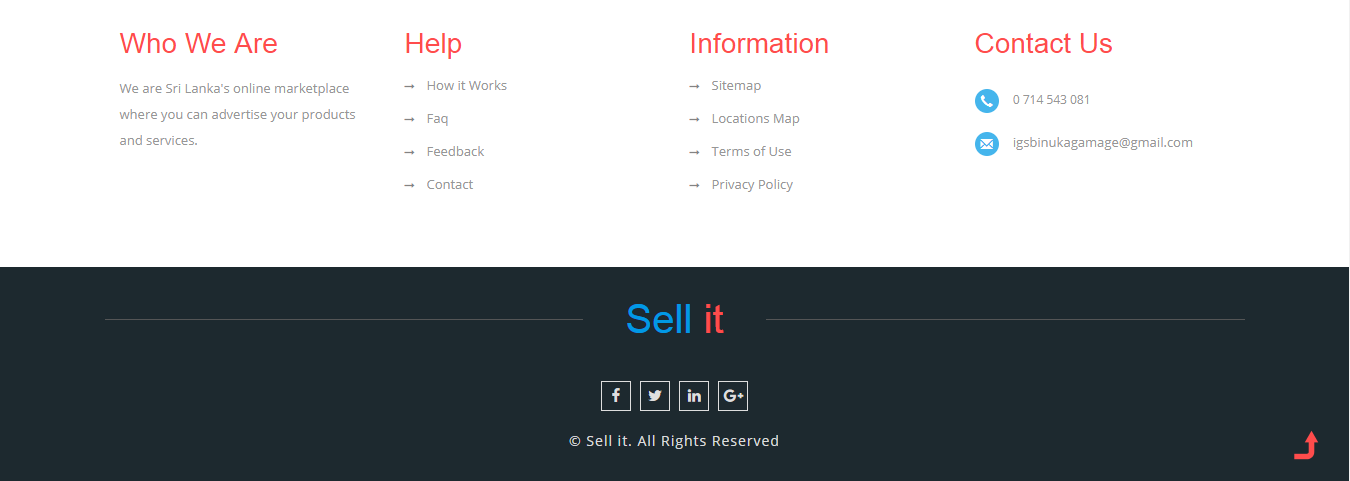 Who We Are
We are Sri Lanka's online marketplace
where you can advertise your products
and services.
Help
How it Works
Faq
Feedback
Contact
Information
Sitemap
Locations Map
Terms of Use
Privacy Policy
Contact Us
0 714 543 081
igsbinukagamage@gmail.com
Sell it
© Sell it. All Rights Reserved